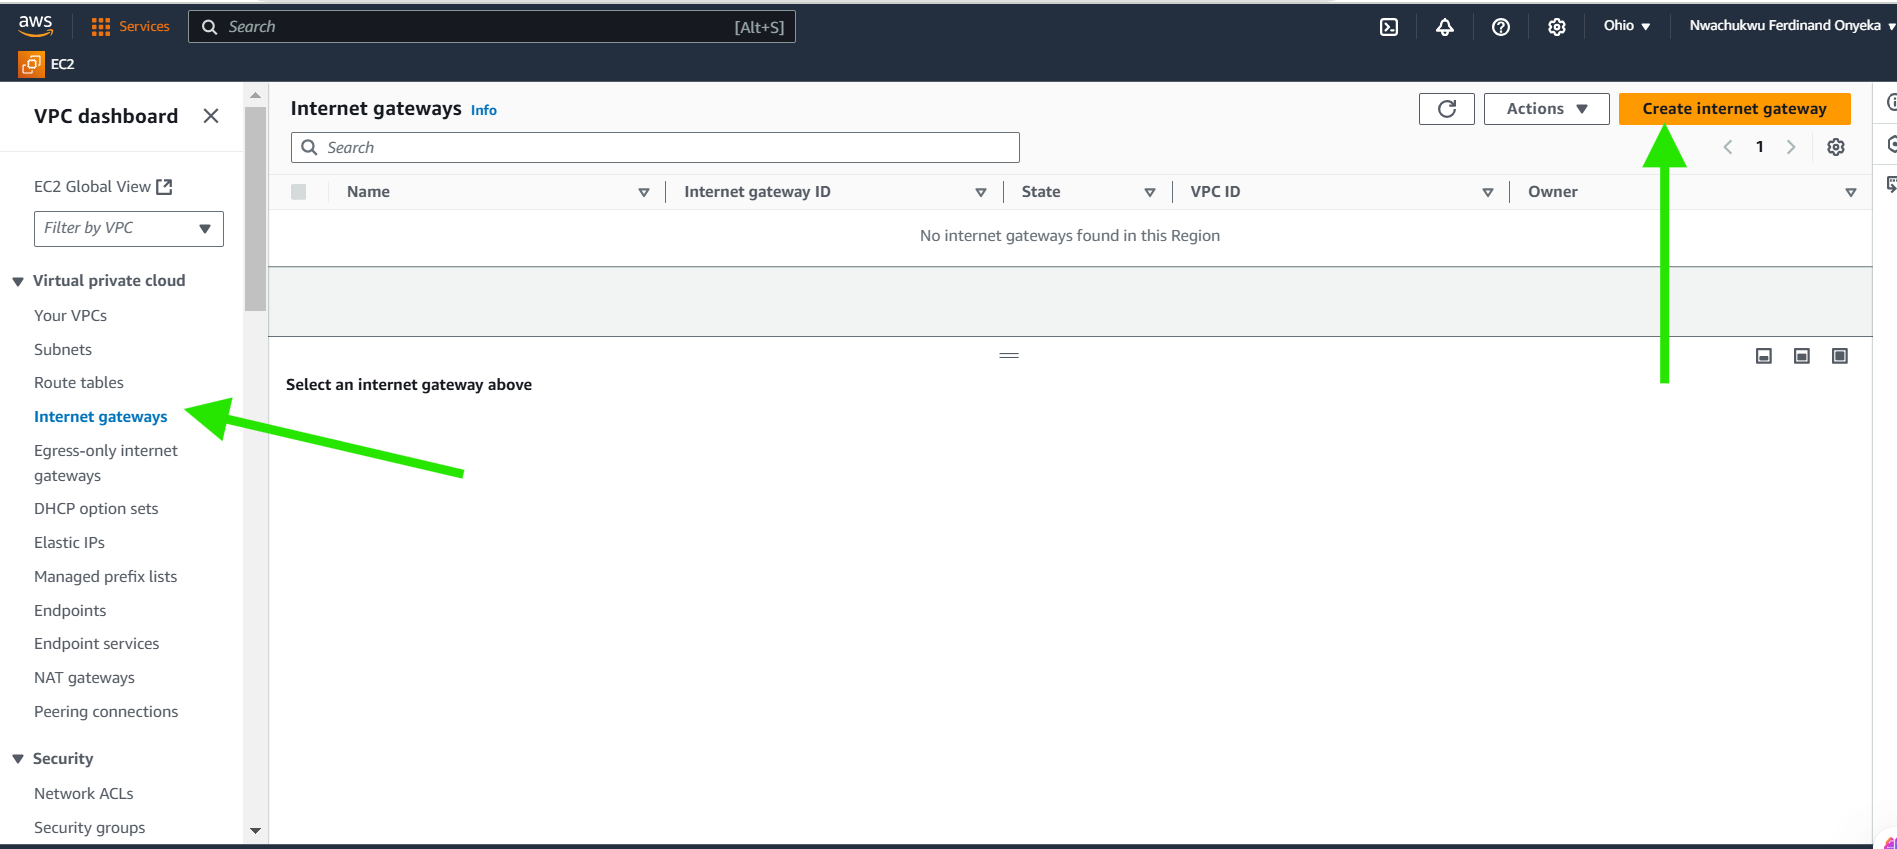 aws
Services
Search [Alt+S]
Ohio
Nwachukwu Ferdinand Onyeka
EC2
VPC dashboard
EC2 Global View
Filter by VPC
Virtual private cloud
Your VPCs
Subnets
Route tables
Internet gateways
Egress-only internet
gateways
DHCP option sets
Elastic IPs
Managed prefix lists
Endpoints
Endpoint services
NAT gateways
Peering connections
Security
Network ACLs
Security groups
Internet gateways Info
Actions
Create internet gateway
Search
1
Name Internet gateway ID State VPC ID Owner
No internet gateways found in this Region
Select an internet gateway above